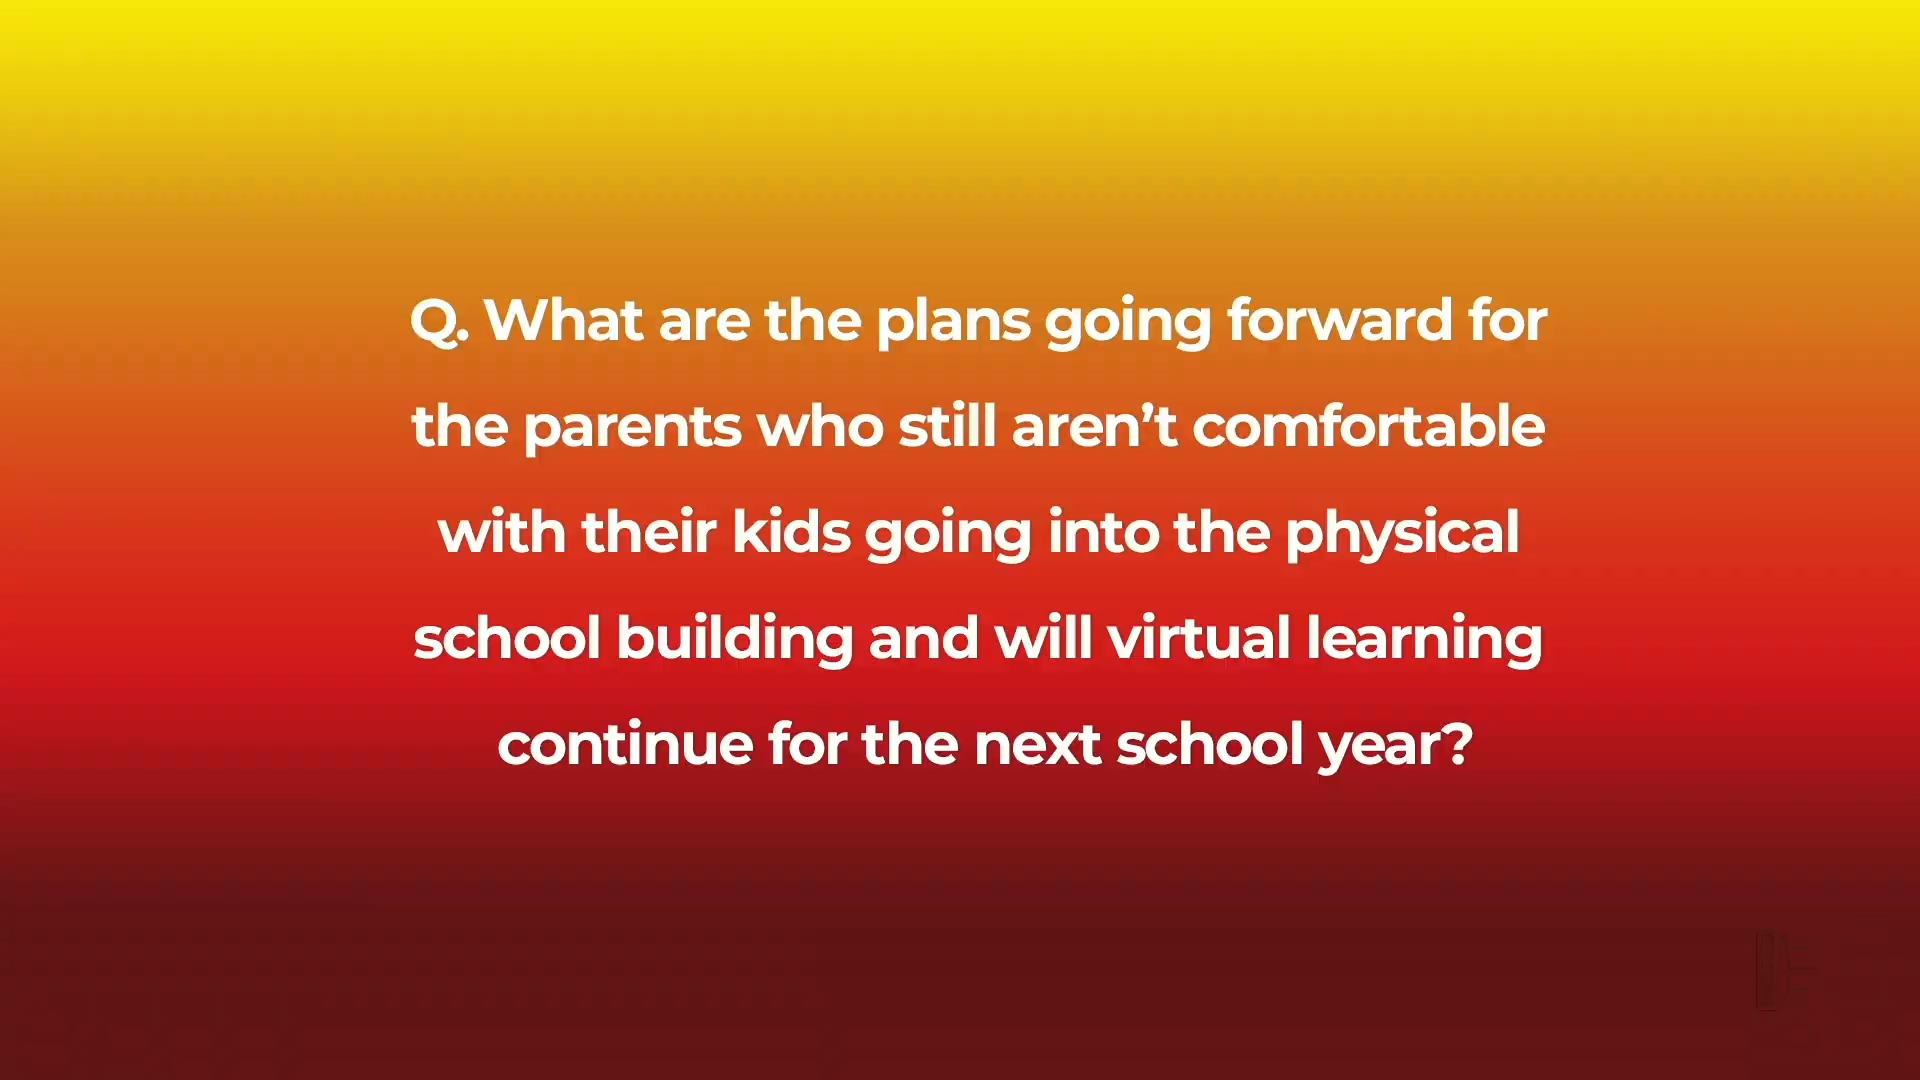 Q. What are the plans going forward for
the parents who still aren’t comfortable
with their kids going into the physical
school building and will virtual learning
continue for the next school year?